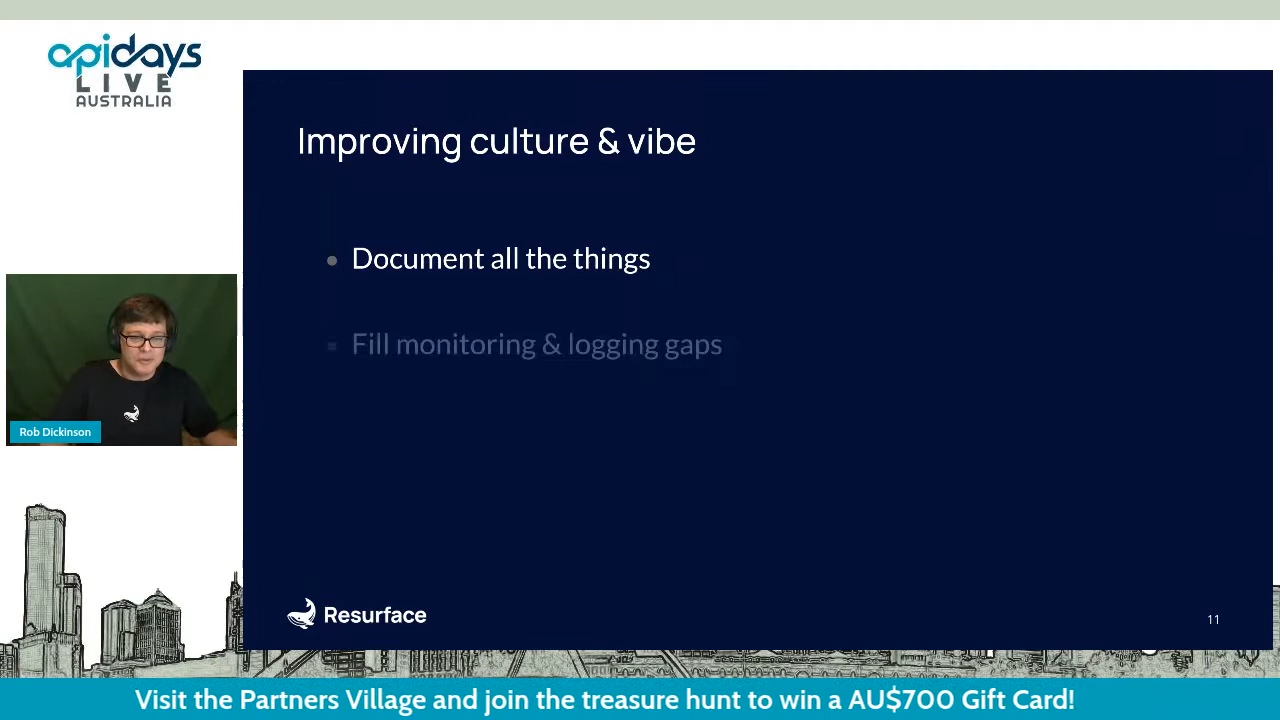 apidays
LIVE
AUSTRALIA
Improving culture & vibe
• Document all the things
▪ Fill monitoring & logging gaps
Rob Dickinson
Resurface
11
Visit the Partners Village and join the treasure hunt to win a AU$700 Gift Card!